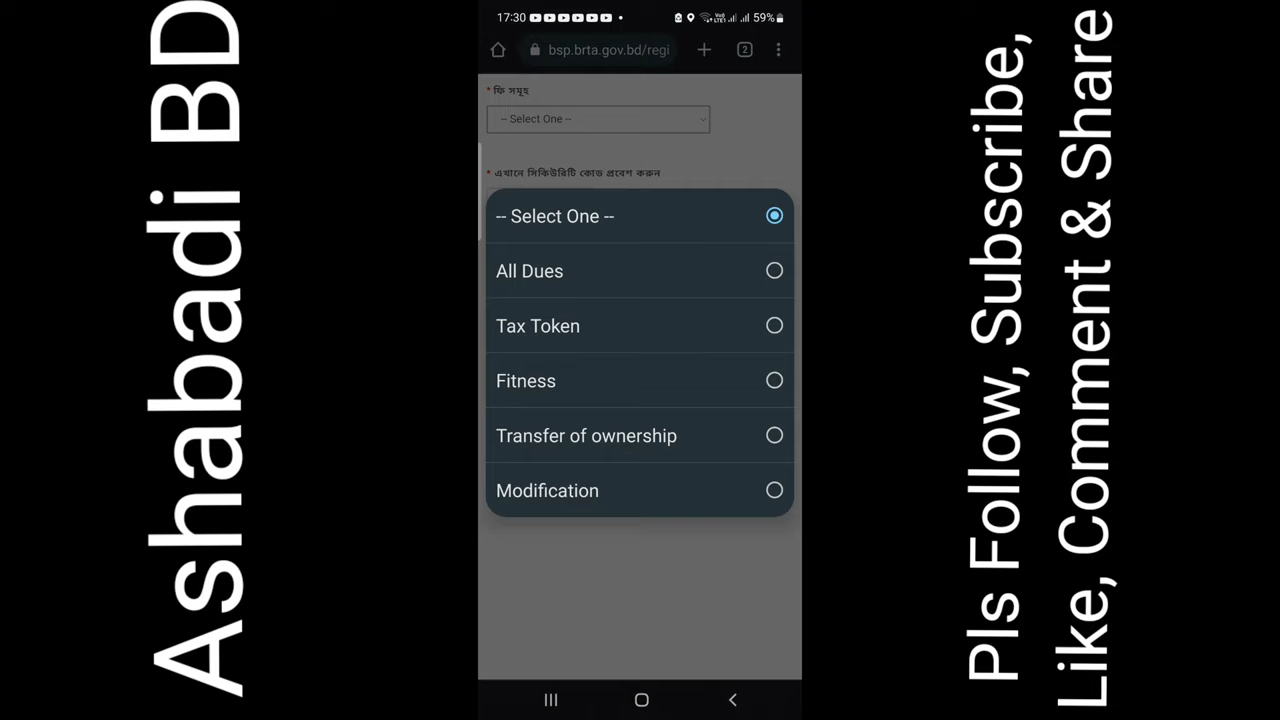 Ashabadi BD
17:30
59%
bsp.brta.gov.bd/regi
2
* ফি সমূহ
-- Select One --
* এখানে সিকিউরিটি কোড প্রবেশ করুন
-- Select One --
All Dues
Tax Token
Fitness
Transfer of ownership
Modification
Pls Follow, Subscribe,
Like, Comment & Share